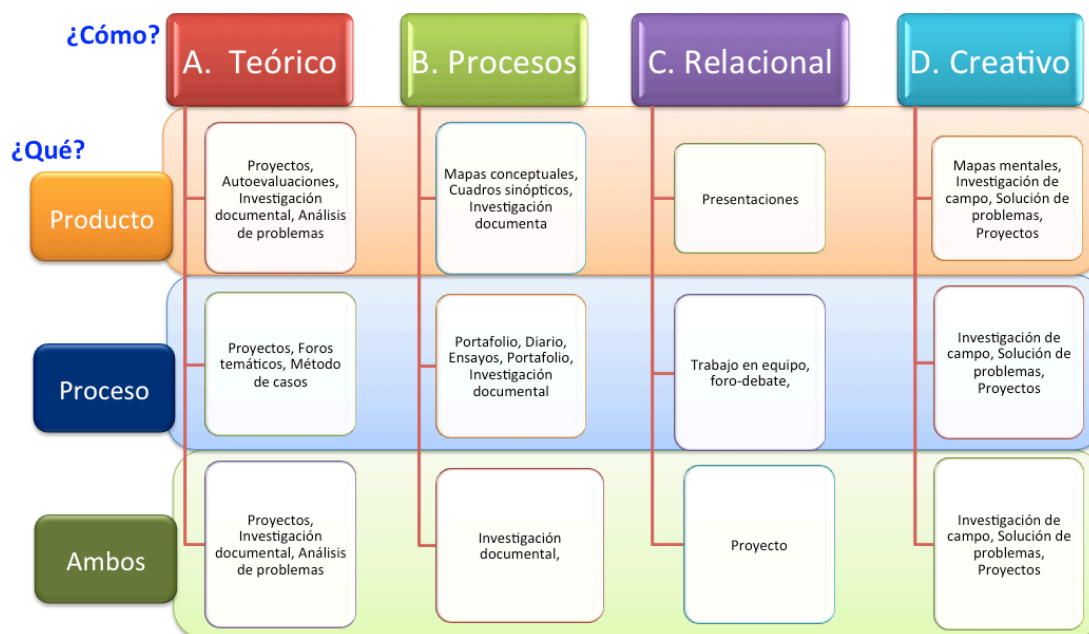 ¿Cómo?
A. Teórico
B. Procesos
C. Relacional
D. Creativo
¿Qué?
Producto
Proyectos,
Autoevaluaciones,
Investigación
documental, Análisis
de problemas
Mapas conceptuales,
Cuadros sinópticos,
Investigación
documenta
Presentaciones
Mapas mentales,
Investigación de
campo, Solución de
problemas,
Proyectos
Proceso
Proyectos, Foros
temáticos, Método
de casos
Portafolio, Diario,
Ensayos, Portafolio,
Investigación
documental
Trabajo en equipo,
foro-debate,
Investigación de
campo, Solución de
problemas,
Proyectos
Ambos
Proyectos,
Investigación
documental, Análisis
de problemas
Investigación
documental,
Proyecto
Investigación de
campo, Solución de
problemas,
Proyectos